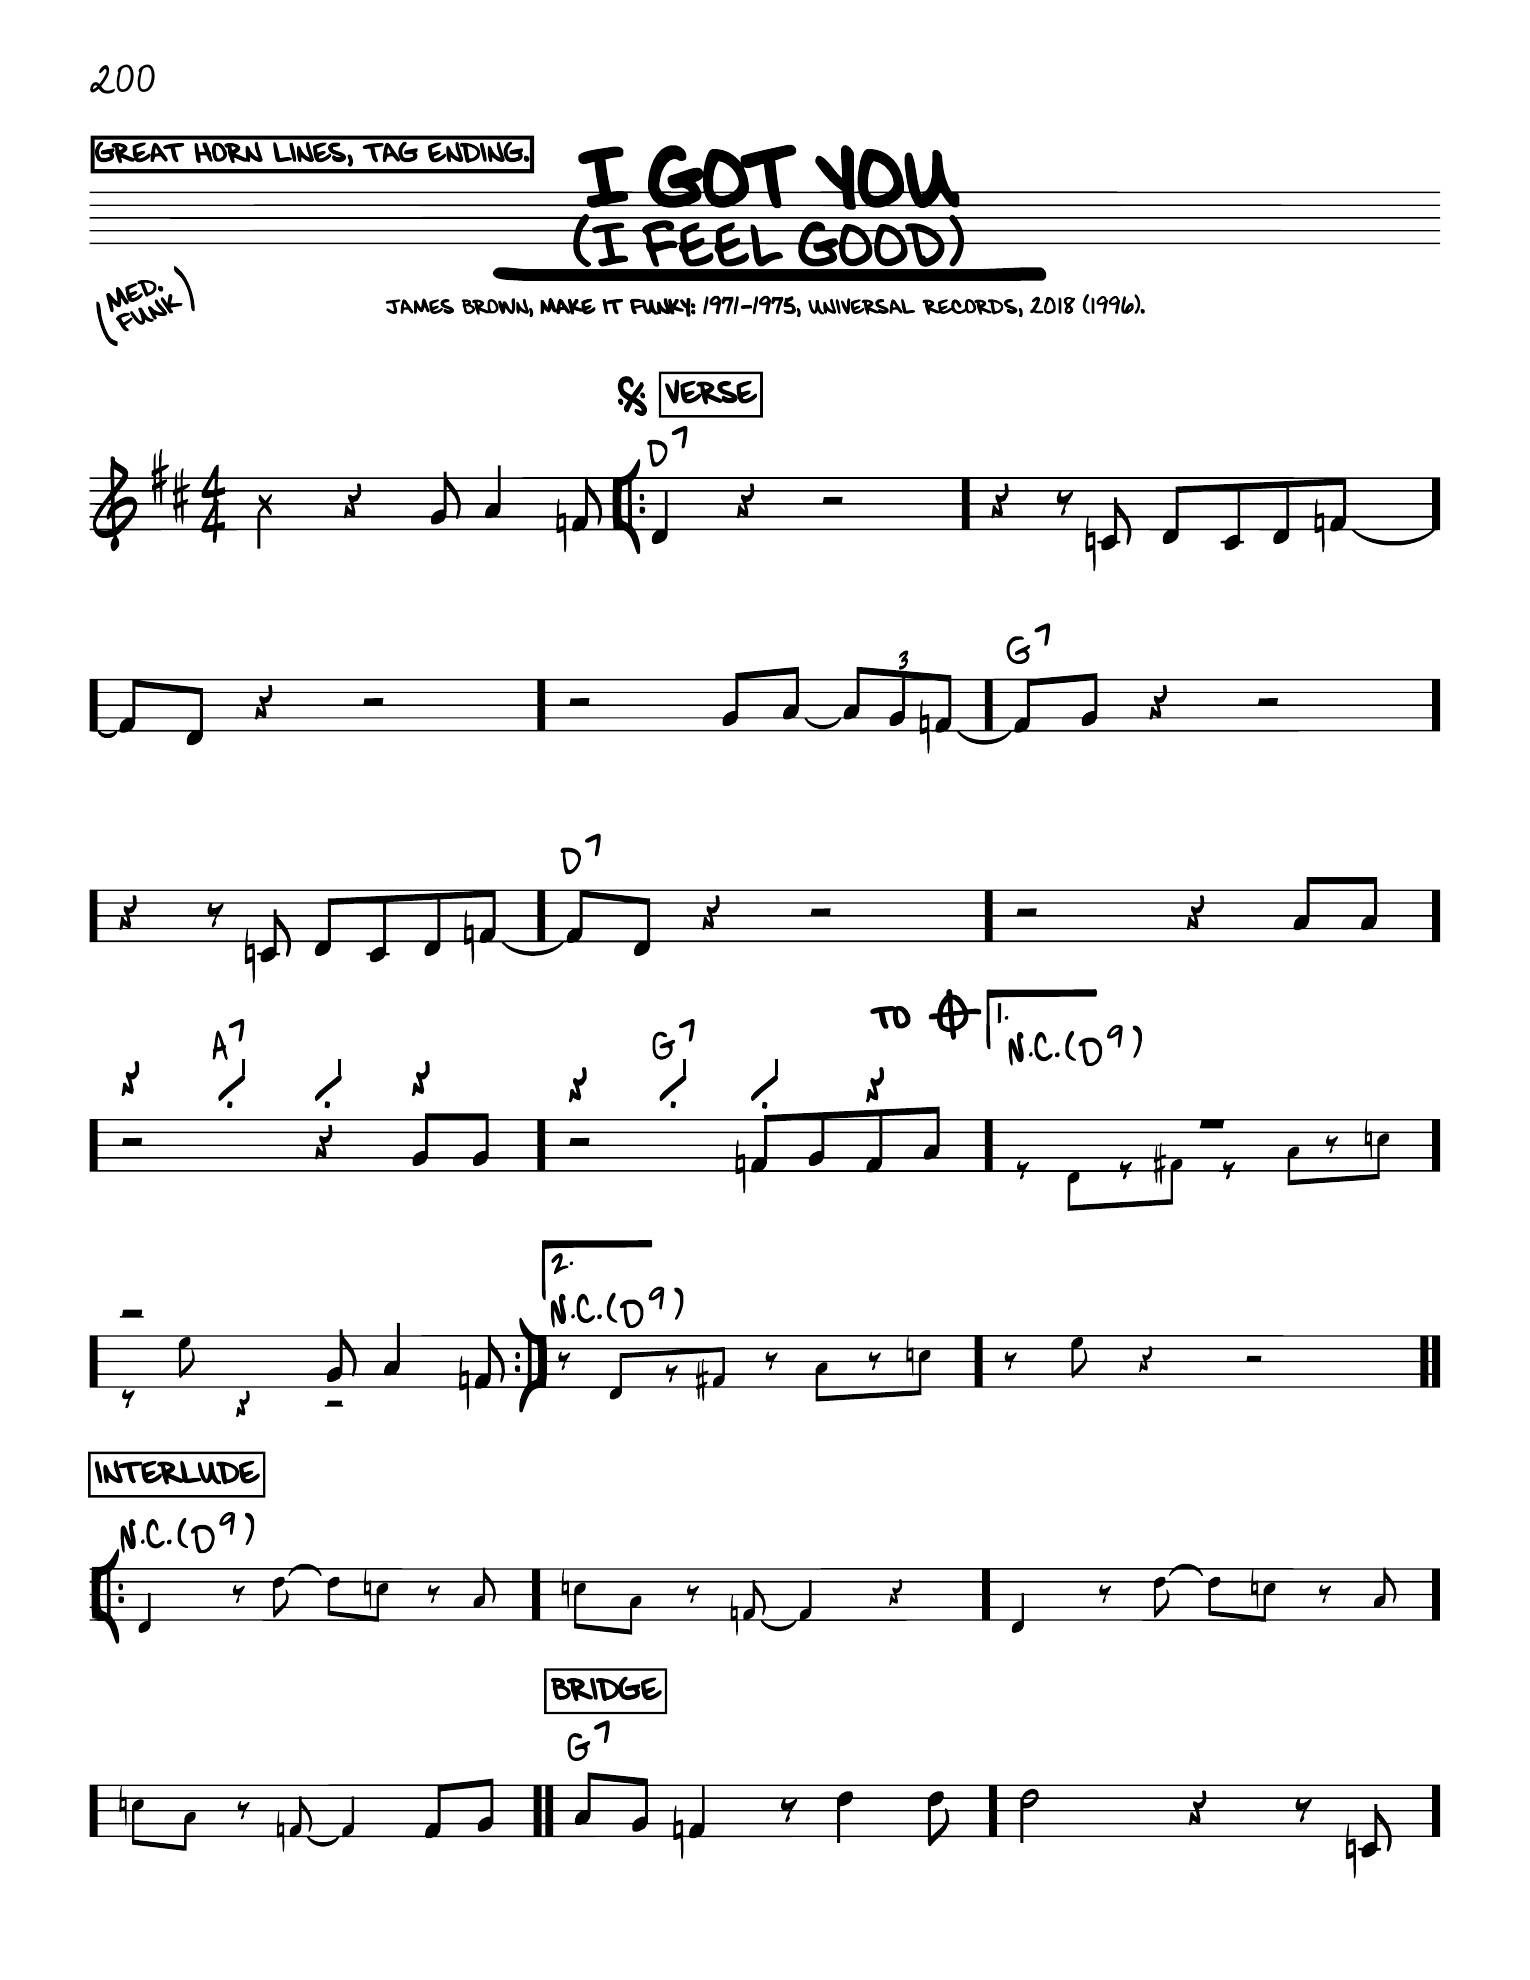 200
GREAT HORN LINES, TAG ENDING.
I GOT YOU
(I FEEL GOOD)
(MED. FUNK)
JAMES BROWN, MAKE IT FUNKY: 1971-1975, UNIVERSAL RECORDS, 2018 (1996).
VERSE
D7
4
4
3
G7
D7
TO
A7 G7 1. N.C.(D9)
2.
N.C.(D9)
INTERLUDE
N.C.(D9)
BRIDGE
G7